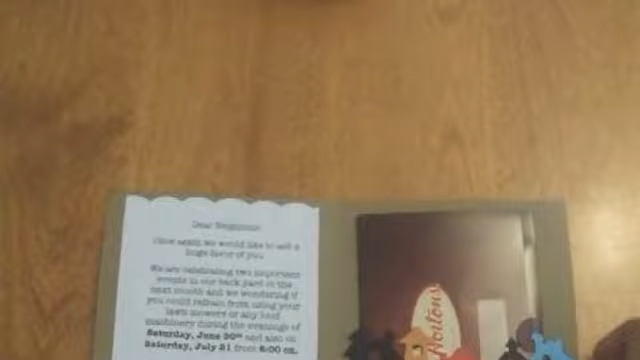 Dear Neighbour
Once again we would like to ask a
huge favor of you.
We are celebrating two important
events in our back yard in the
next month and we wondering if
you could refrain from using your
lawn mowers or any loud
machinery during the evenings of
Saturday, June 30th and also on
Saturday, July 21 from 6:00 on.
Hortons